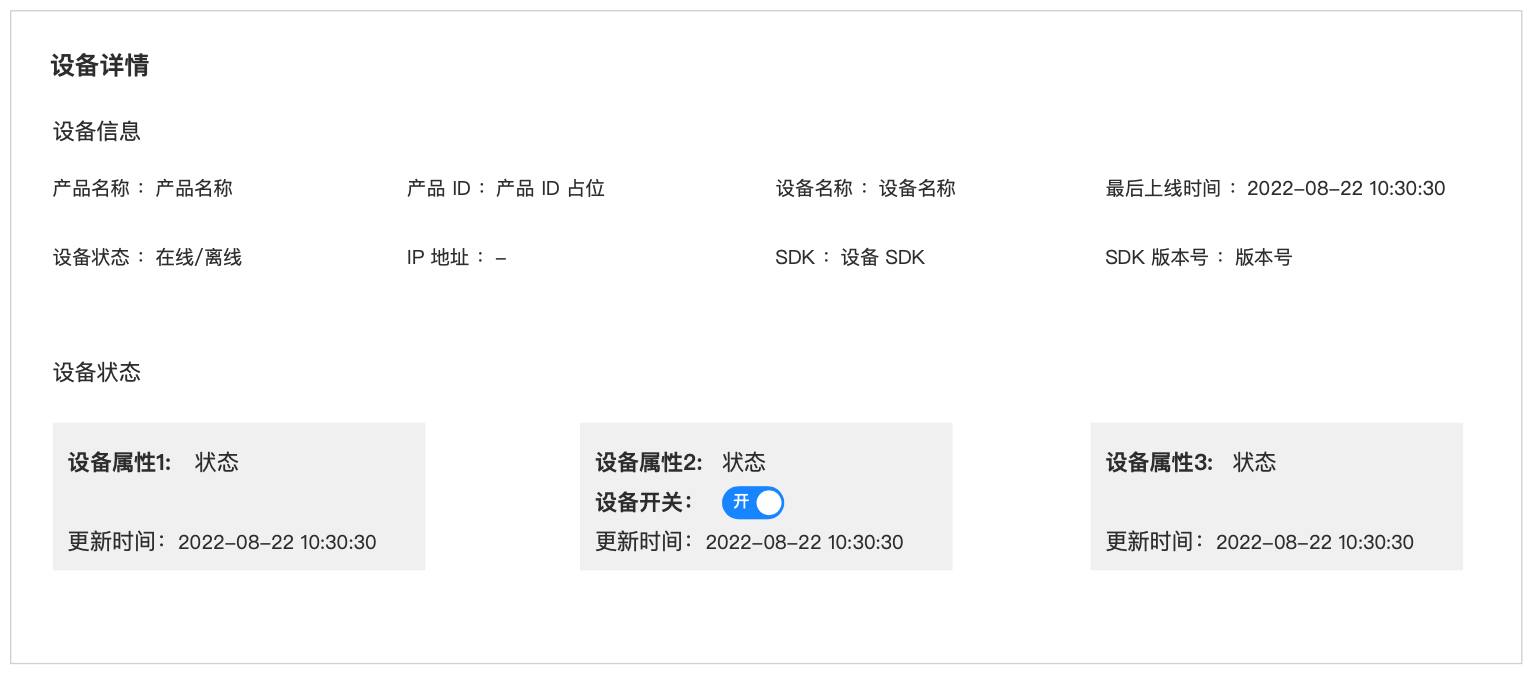 设备详情
设备信息
产品名称 : 产品名称 产品 ID : 产品 ID 占位 设备名称 : 设备名称 最后上线时间 : 2022–08–22 10:30:30
设备状态 : 在线/离线 IP 地址 : – SDK : 设备 SDK SDK 版本号 : 版本号
设备状态
设备属性1: 状态
更新时间： 2022–08–22 10:30:30
设备属性2: 状态
设备开关： 开
更新时间： 2022–08–22 10:30:30
设备属性3: 状态
更新时间： 2022–08–22 10:30:30